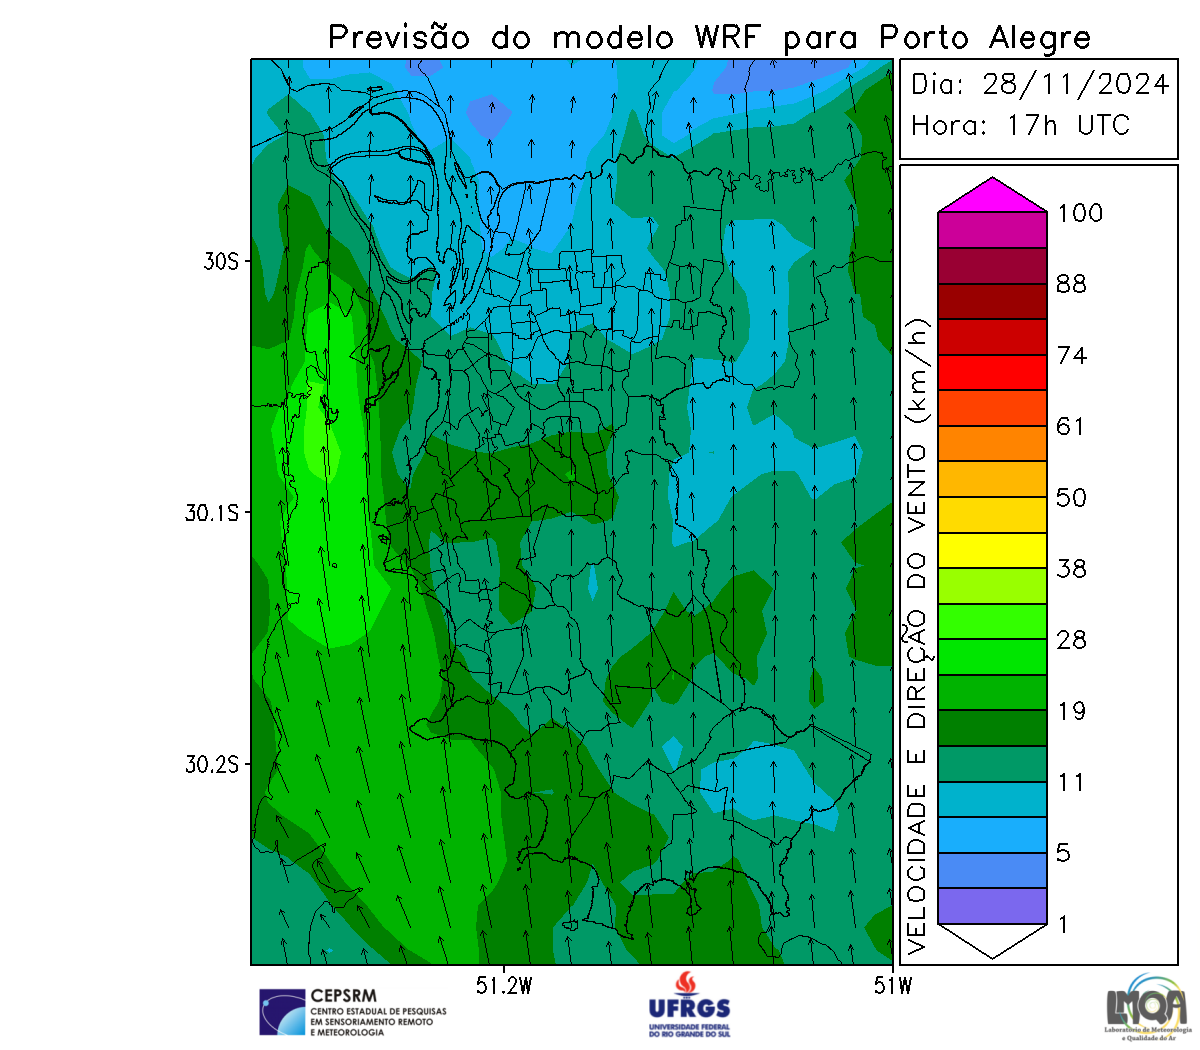 Previsão do modelo WRF para Porto Alegre
Dia: 28/11/2024
Hora: 17h UTC
100
88
74
61
50
38
28
19
11
5
1
VELOCIDADE E DIREÇÃO DO VENTO (km/h)
30S
30.1S
30.2S
51.2W
51W
CEPSRM
CENTRO ESTADUAL DE PESQUISAS
EM SENSORIAMENTO REMOTO
E METEOROLOGIA
UFRGS
UNIVERSIDADE FEDERAL
DO RIO GRANDE DO SUL
LMQA
Laboratório de Meteorologia
e Qualidade do Ar